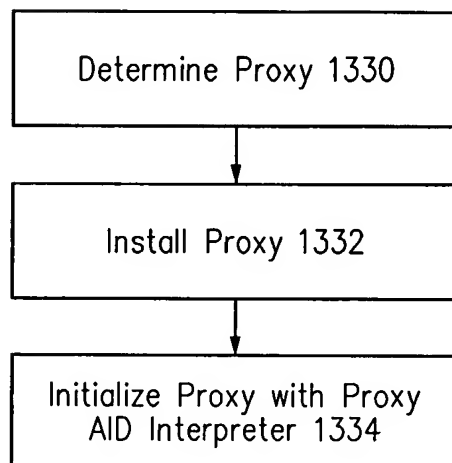 Determine Proxy 1330
Install Proxy 1332
Initialize Proxy with Proxy
AID Interpreter 1334